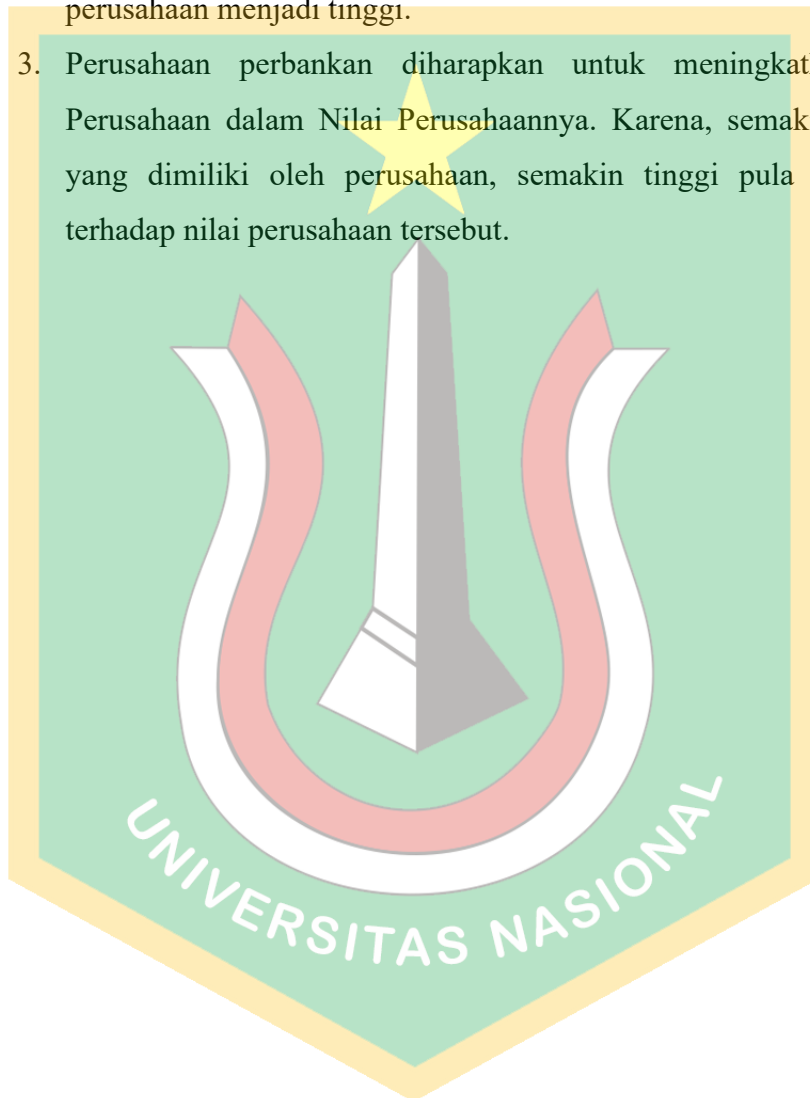 perusahaan menjadi tinggi.
3. Perusahaan perbankan diharapkan untuk meningkat
Perusahaan dalam Nilai Perusahaannya. Karena, semak
yang dimiliki oleh perusahaan, semakin tinggi pula
terhadap nilai perusahaan tersebut.
UNIVERSITAS NASIONAL